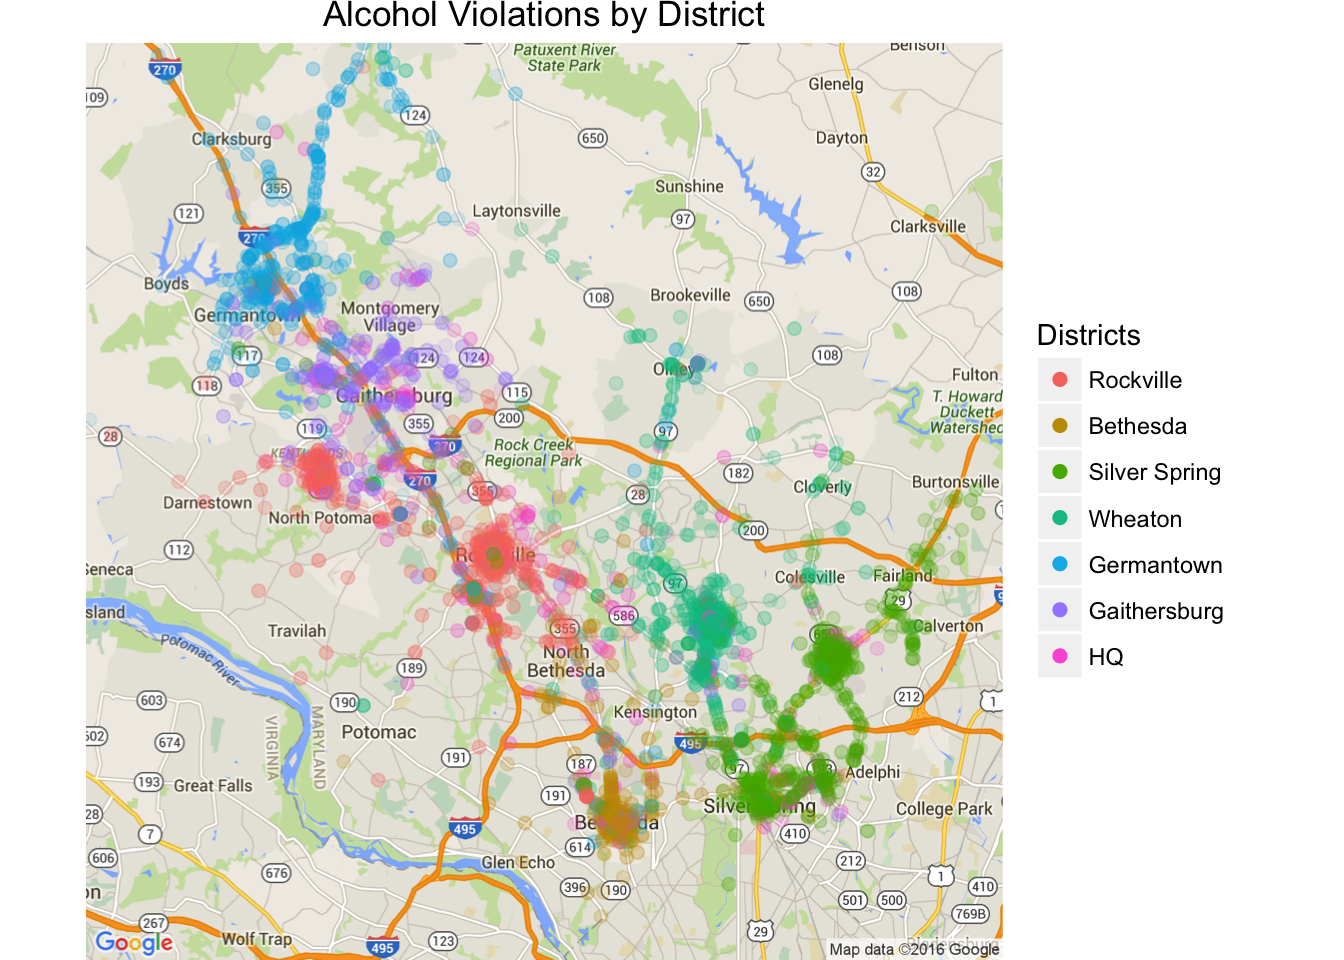 Alcohol Violations by District
Benson
Patuxent River
State Park
270
Glenelg
109
124
Clarksburg
650
Dayton
32
355
Sunshine
121
Laytonsville
97
Clarksville
270
Boyds
108
Brookeville
650
108
Germantown
Montgomery
Village
117
124
124
108
118
Olney
Fulton
Gaithersburg
115
T. Howard
Duckett
Watershed
119
355
200
97
28
270
Rock Creek
Regional Park
270
182
Darnestown
355
28
Cloverly
Burtonsville
North Potomac
200
112
Rockville
Seneca
97
Colesville
Fairland
29
sland
586
Calverton
Travilah
355
Potomac River
North
Bethesda
189
603
190
212
1
VIRGINIA
MARYLAND
Kensington
502
674
Potomac
495
191
187
97
193
Adelphi
193
Great Falls
191
Silver Spring
College Park
28
7
495
Bethesda
410
606
614
212
Glen Echo
676
396
190
1
410
on
501
500
769B
267
Wolf Trap
29
Google
495
123
Map data ©2016 Google
Districts
Rockville
Bethesda
Silver Spring
Wheaton
Germantown
Gaithersburg
HQ